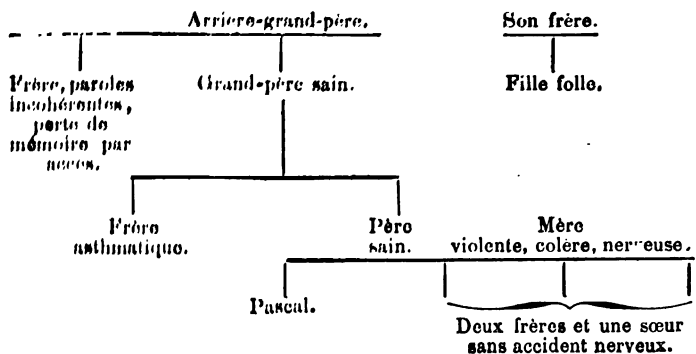 Arrière-grand-père. Son frère.
Frère, paroles
incohérentes,
perte de
mémoire par
accès.
Grand-père sain.
Fille folle.
Frère
asthmatique.
Père
sain.
Mère
violente, colère, nerveuse.
Pascal.
Deux frères et une sœur
sans accident nerveux.